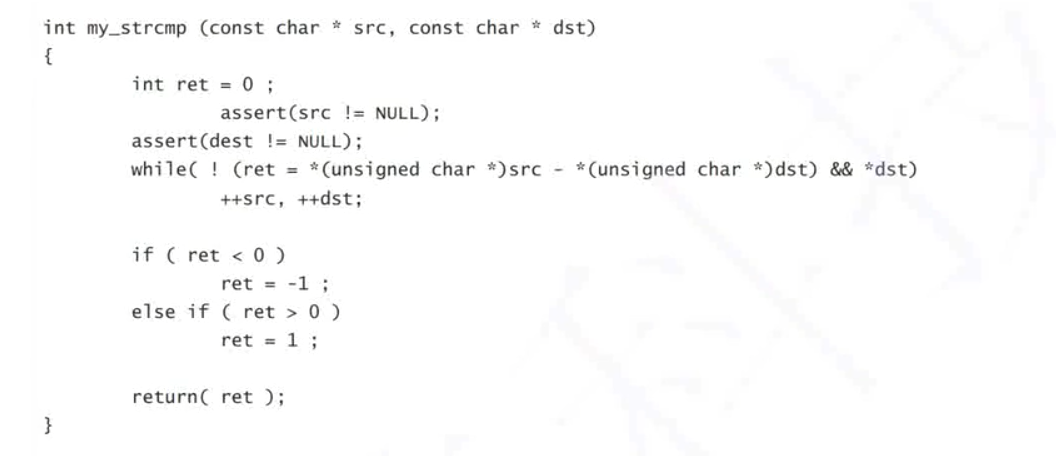 int my_strcmp (const char * src, const char * dst)
{
int ret = 0 ;
assert(src != NULL);
assert(dest != NULL);
while( ! (ret = *(unsigned char *)src - *(unsigned char *)dst) && *dst)
++src, ++dst;
if ( ret < 0 )
ret = -1 ;
else if ( ret > 0 )
ret = 1 ;
return( ret );
}